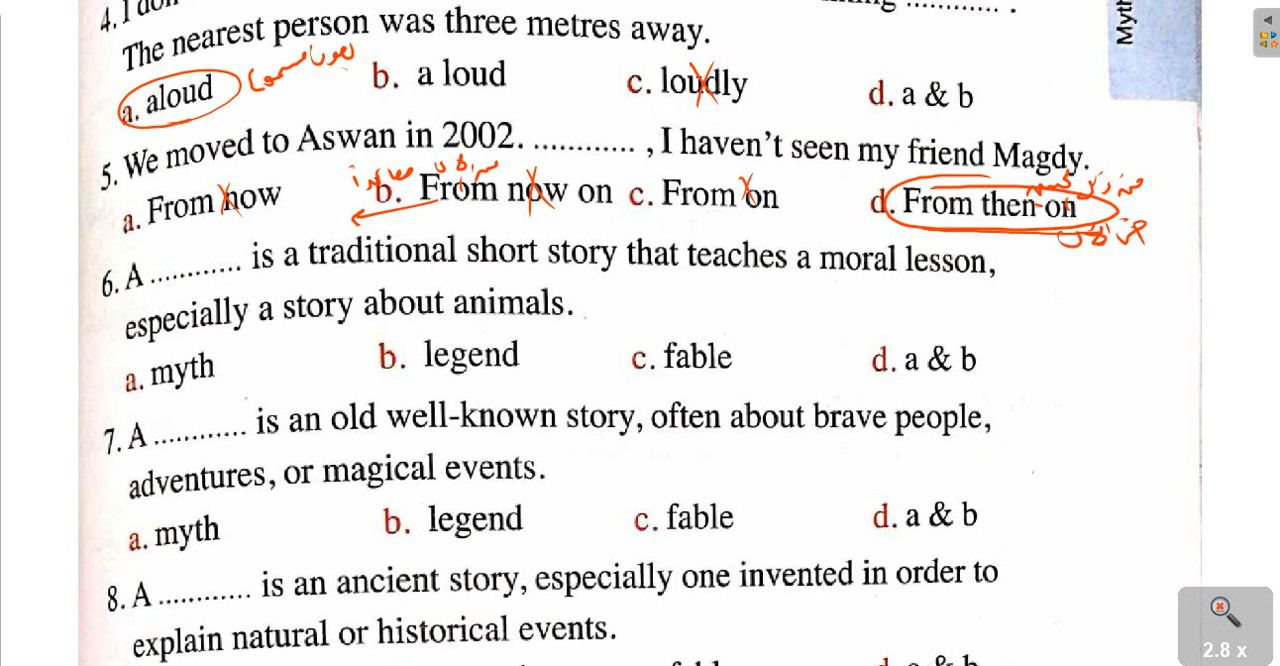 4. I don
The nearest person was three metres away.
a. aloud b. a loud c. loudly d. a & b
5. We moved to Aswan in 2002. ............ , I haven't seen my friend Magdy.
a. From now b. From now on c. From on d. From then on
6. A ............ is a traditional short story that teaches a moral lesson,
especially a story about animals.
a. myth b. legend c. fable d. a & b
7. A ............ is an old well-known story, often about brave people,
adventures, or magical events.
a. myth b. legend c. fable d. a & b
8. A ............ is an ancient story, especially one invented in order to
explain natural or historical events.
Myth
2.8 x